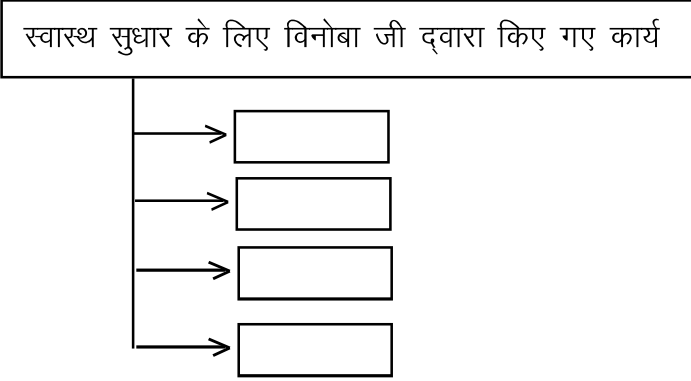 स्वास्थ सुधार के लिए विनोबा जी द्‌वारा किए गए कार्य